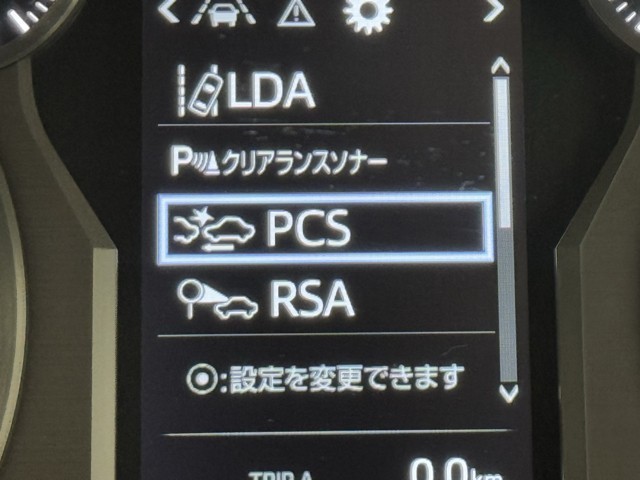 LDA
P クリアランスソナー
PCS
RSA
◎:設定を変更できます
TRIP A 0.0km